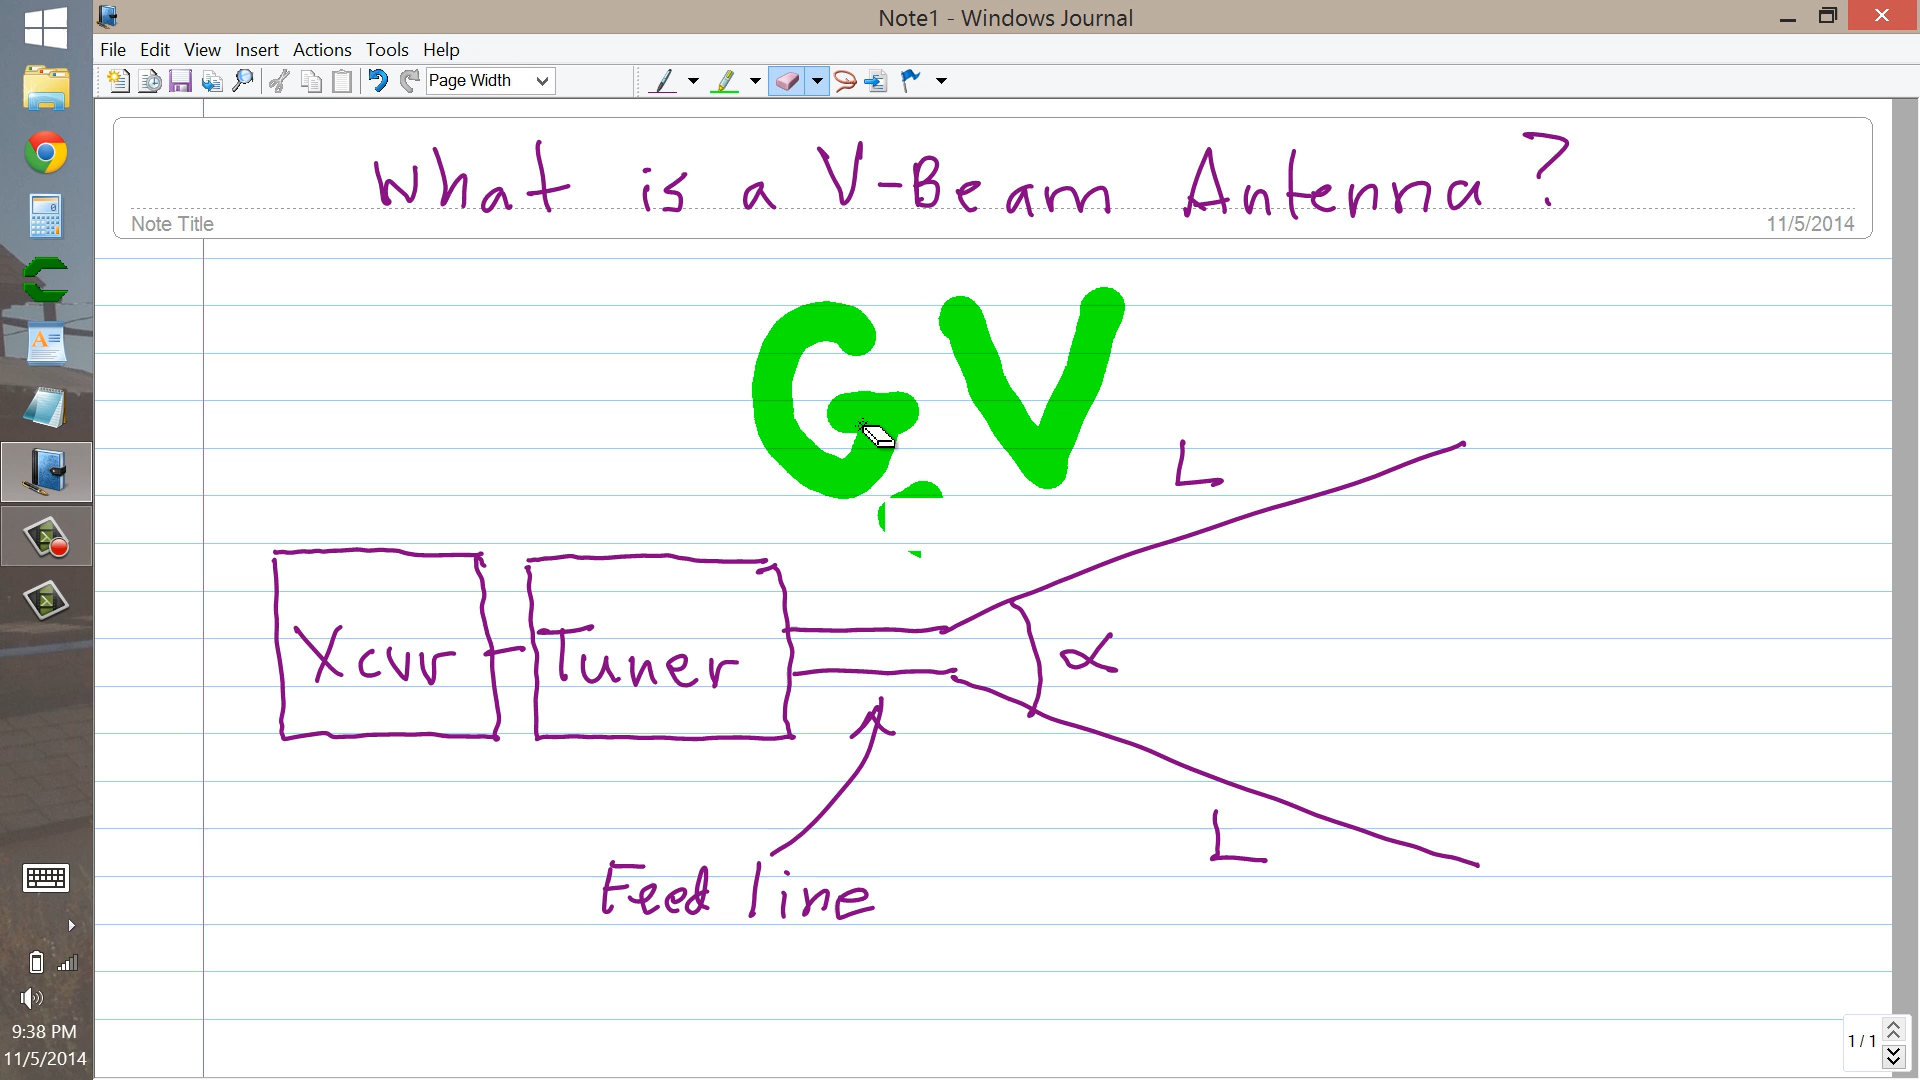 Note1 - Windows Journal
File Edit View Insert Actions Tools Help
Page Width
What is a V-Beam Antenna?
Note Title
11/5/2014
GV
L
Xcvr
Tuner
α
L
Feed line
9:38 PM
11/5/2014
1 / 1